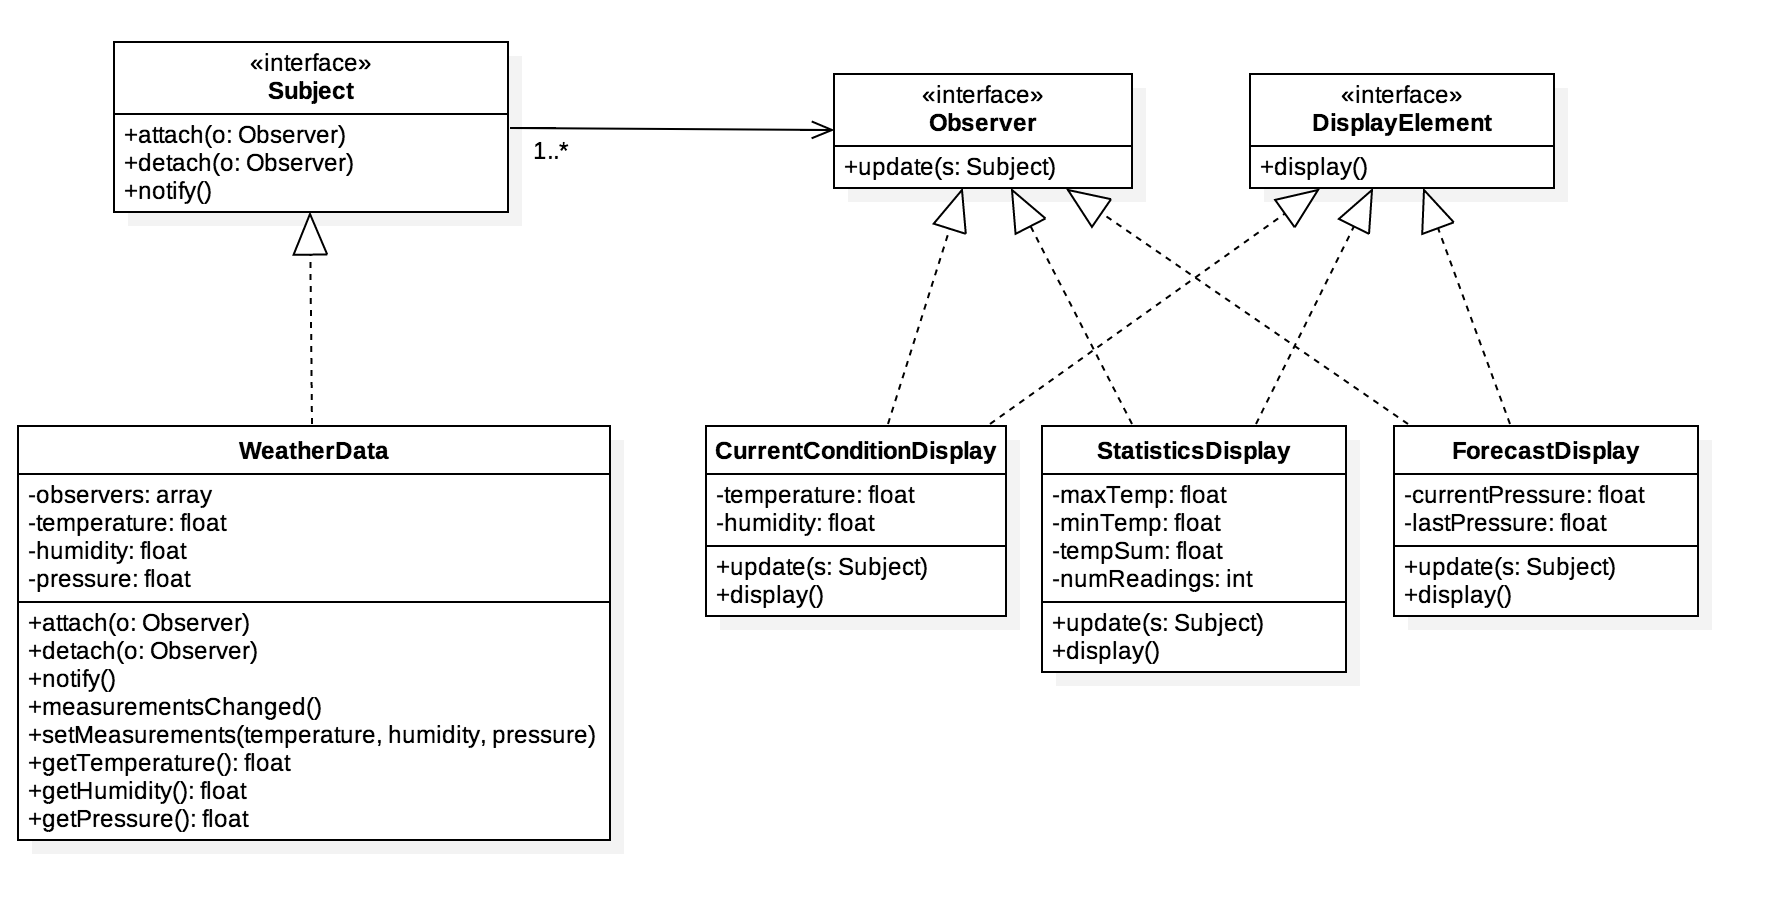 «interface»
Subject
+attach(o: Observer)
+detach(o: Observer)
+notify()
1..*
«interface»
Observer
+update(s: Subject)
«interface»
DisplayElement
+display()
WeatherData
-observers: array
-temperature: float
-humidity: float
-pressure: float
+attach(o: Observer)
+detach(o: Observer)
+notify()
+measurementsChanged()
+setMeasurements(temperature, humidity, pressure)
+getTemperature(): float
+getHumidity(): float
+getPressure(): float
CurrentConditionDisplay
-temperature: float
-humidity: float
+update(s: Subject)
+display()
StatisticsDisplay
-maxTemp: float
-minTemp: float
-tempSum: float
-numReadings: int
+update(s: Subject)
+display()
ForecastDisplay
-currentPressure: float
-lastPressure: float
+update(s: Subject)
+display()